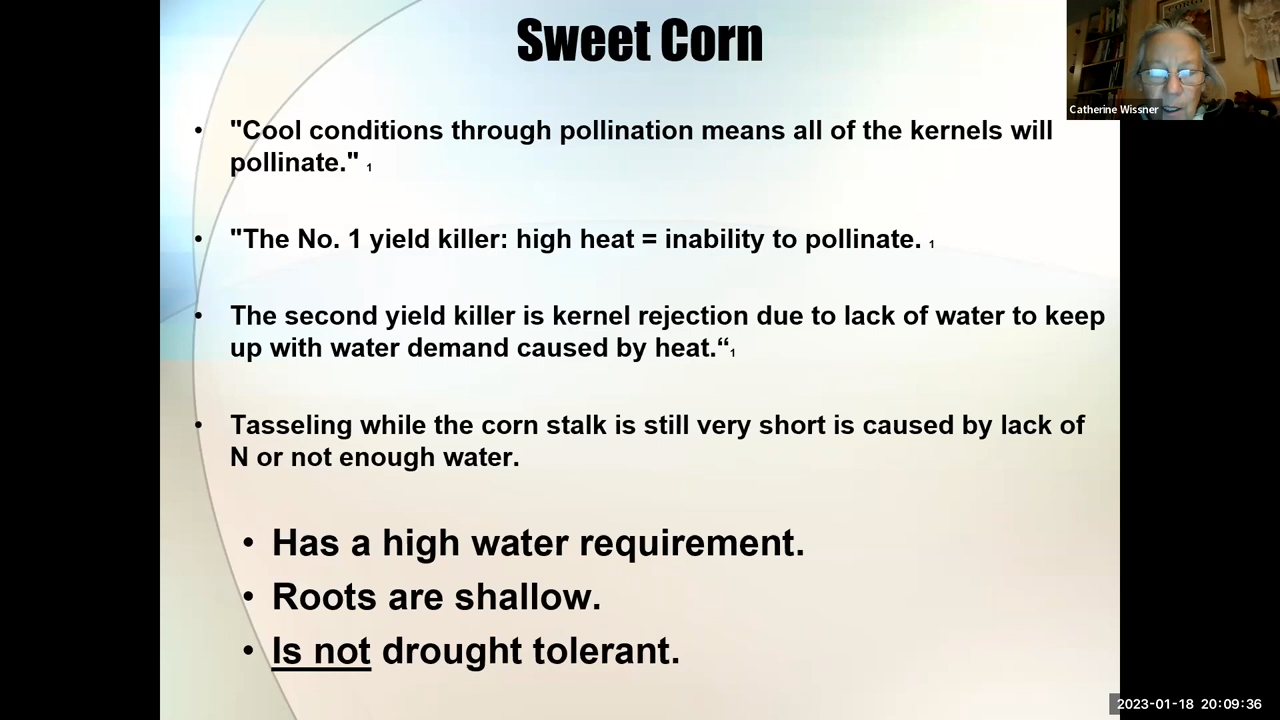 Sweet Corn
Catherine Wissner
• "Cool conditions through pollination means all of the kernels will
pollinate." 1
• "The No. 1 yield killer: high heat = inability to pollinate. 1
• The second yield killer is kernel rejection due to lack of water to keep
up with water demand caused by heat.“1
• Tasseling while the corn stalk is still very short is caused by lack of
N or not enough water.
• Has a high water requirement.
• Roots are shallow.
• Is not drought tolerant.
2023-01-18 20:09:36